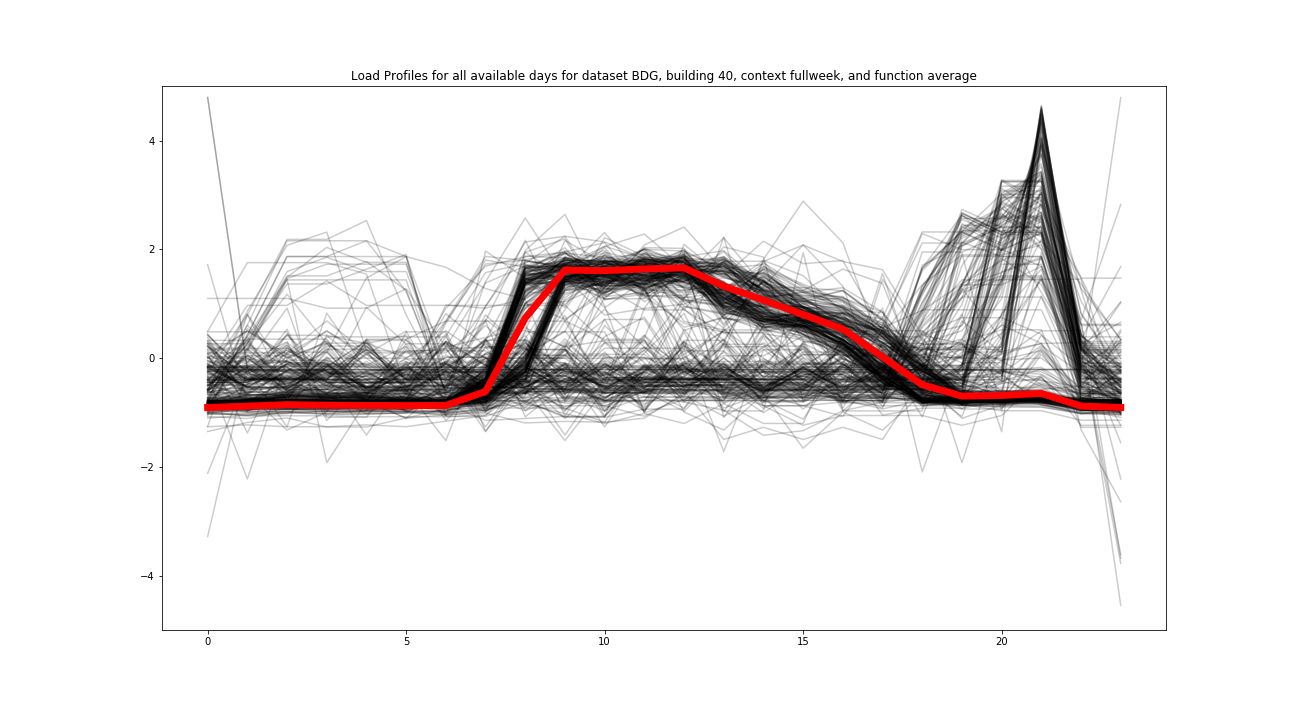 Load Profiles for all available days for dataset BDG, building 40, context fullweek, and function average
4
2
0
−2
−4
0 5 10 15 20